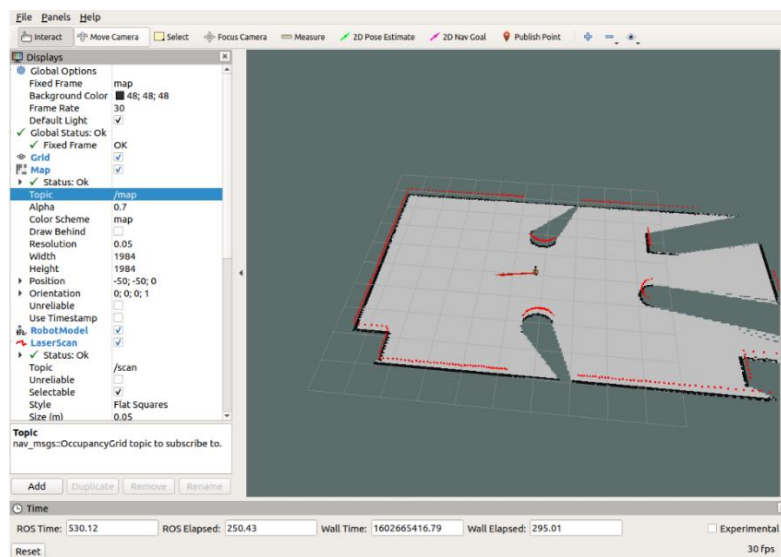 File Panels Help
Interact Move Camera Select Focus Camera Measure 2D Pose Estimate 2D Nav Goal Publish Point
Displays
Global Options
Fixed Frame map
Background Color 48; 48; 48
Frame Rate 30
Default Light
Global Status: Ok
Fixed Frame OK
Grid
Map
Status: Ok
Topic /map
Alpha 0.7
Color Scheme map
Draw Behind
Resolution 0.05
Width 1984
Height 1984
Position -50; -50; 0
Orientation 0; 0; 0; 1
Unreliable
Use Timestamp
RobotModel
LaserScan
Status: Ok
Topic /scan
Unreliable
Selectable
Style Flat Squares
Size (m) 0.05
Topic
nav_msgs::OccupancyGrid topic to subscribe to.
Add Duplicate Remove Rename
Time
ROS Time: 530.12 ROS Elapsed: 250.43 Wall Time: 1602665416.79 Wall Elapsed: 295.01 Experimental
Reset 30 fps